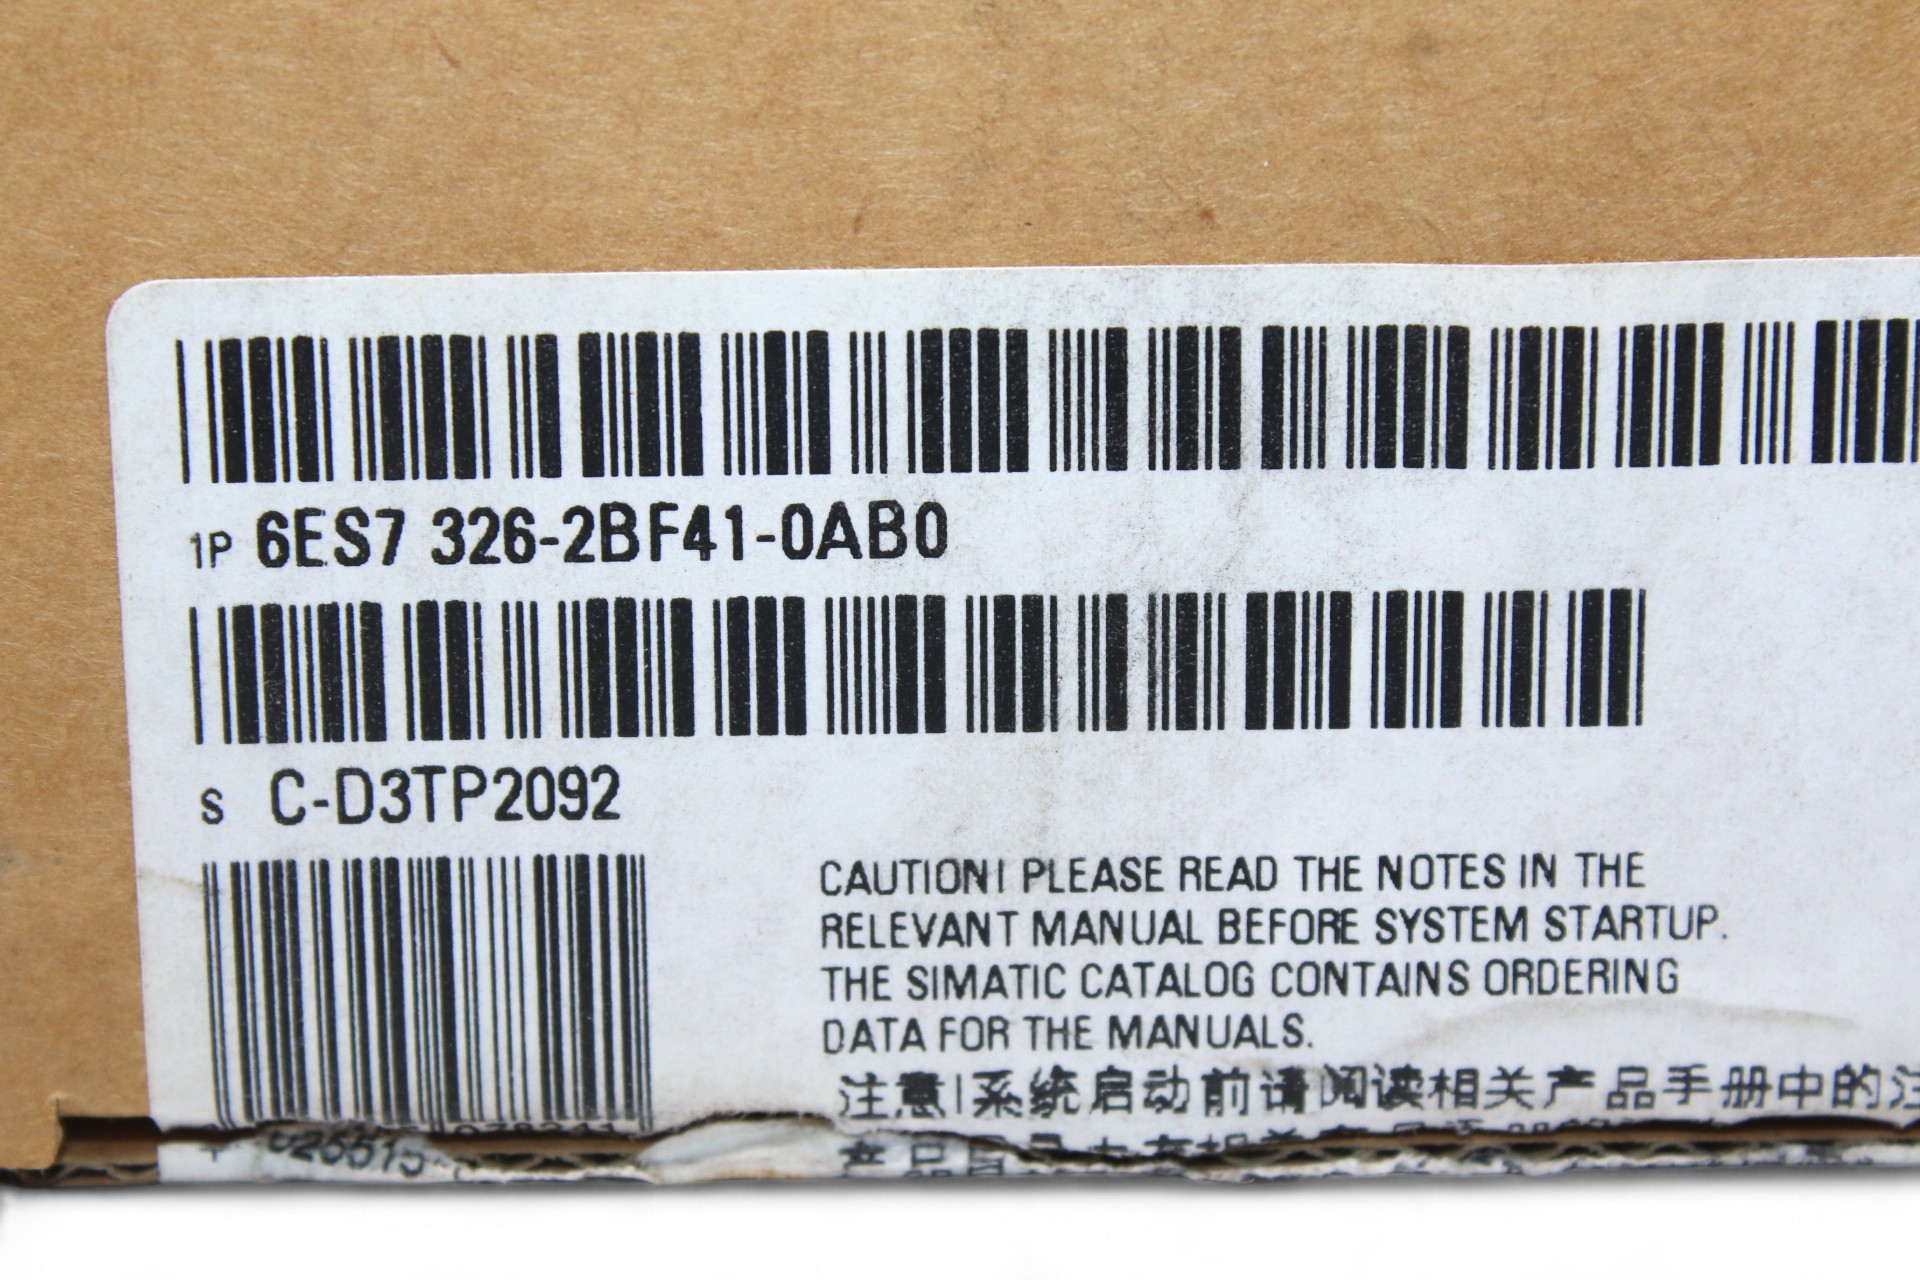 1P 6ES7 326-2BF41-0AB0
S C-D3TP2092
CAUTION! PLEASE READ THE NOTES IN THE
RELEVANT MANUAL BEFORE SYSTEM STARTUP.
THE SIMATIC CATALOG CONTAINS ORDERING
DATA FOR THE MANUALS.
注意!系统启动前请阅读相关产品手册中的注